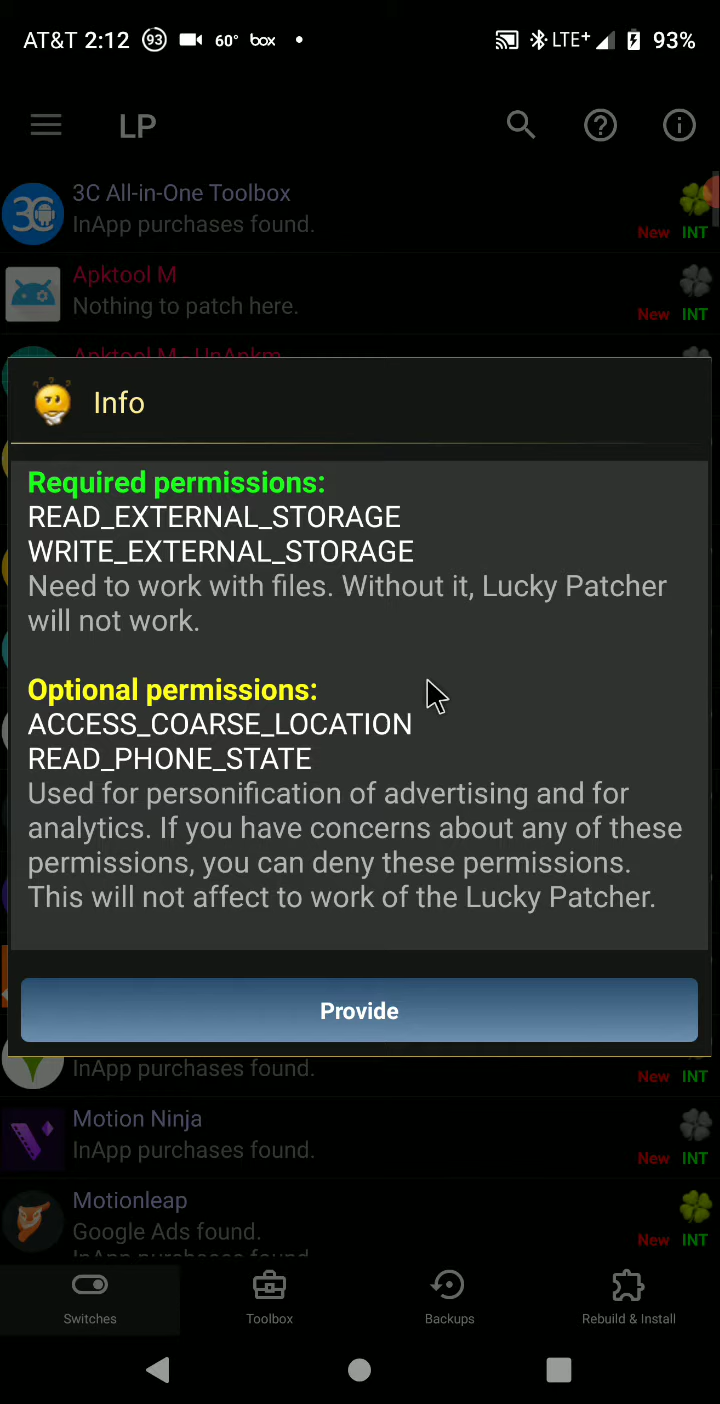 AT&T 2:12 93 60° box LTE+ 93%
LP
3C All-in-One Toolbox
InApp purchases found.
New INT
Apktool M
Nothing to patch here.
New INT
Apktool M - UnApkm
Info
Required permissions:
READ_EXTERNAL_STORAGE
WRITE_EXTERNAL_STORAGE
Need to work with files. Without it, Lucky Patcher
will not work.
Optional permissions:
ACCESS_COARSE_LOCATION
READ_PHONE_STATE
Used for personification of advertising and for
analytics. If you have concerns about any of these
permissions, you can deny these permissions.
This will not affect to work of the Lucky Patcher.
Provide
InApp purchases found.
New INT
Motion Ninja
InApp purchases found.
New INT
Motionleap
Google Ads found.
New INT
InApp purchases found.
Switches Toolbox Backups Rebuild & Install